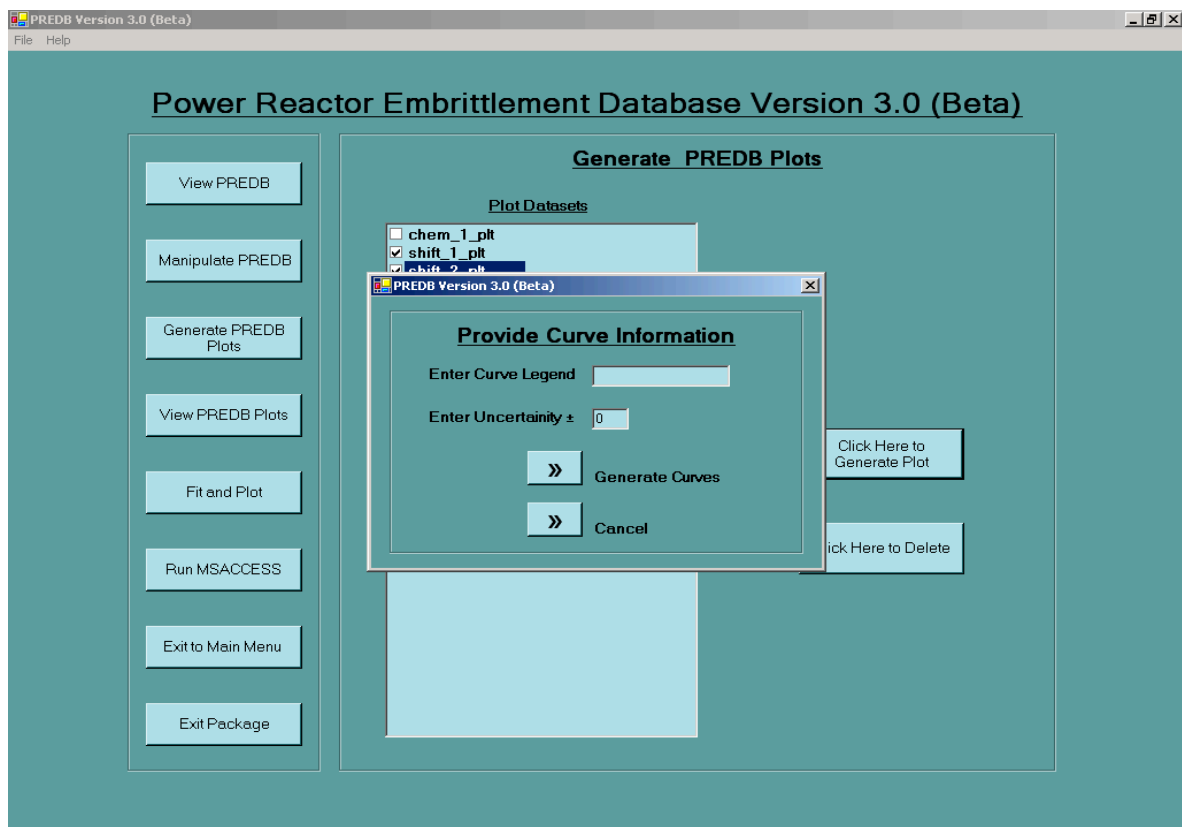 PREDB Version 3.0 (Beta)
File Help
Power Reactor Embrittlement Database Version 3.0 (Beta)
View PREDB
Manipulate PREDB
Generate PREDB
Plots
View PREDB Plots
Fit and Plot
Run MSACCESS
Exit to Main Menu
Exit Package
Generate PREDB Plots
Plot Datasets
chem_1_plt
shift_1_plt
shift_2_plt
PREDB Version 3.0 (Beta)
Provide Curve Information
Enter Curve Legend
Enter Uncertainity ± 0
» Generate Curves
» Cancel
Click Here to
Generate Plot
ick Here to Delete